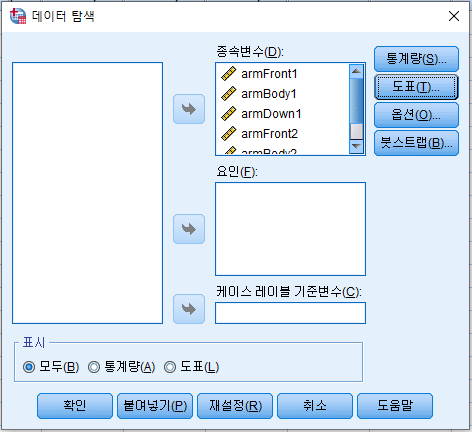 데이터 탐색
종속변수(D):
armFront1
armBody1
armDown1
armFront2
armBody2
통계량(S)...
도표(T)...
옵션(O)...
붓스트랩(B)...
요인(F):
케이스 레이블 기준변수(C):
표시
모두(B) 통계량(A) 도표(L)
확인 붙여넣기(P) 재설정(R) 취소 도움말